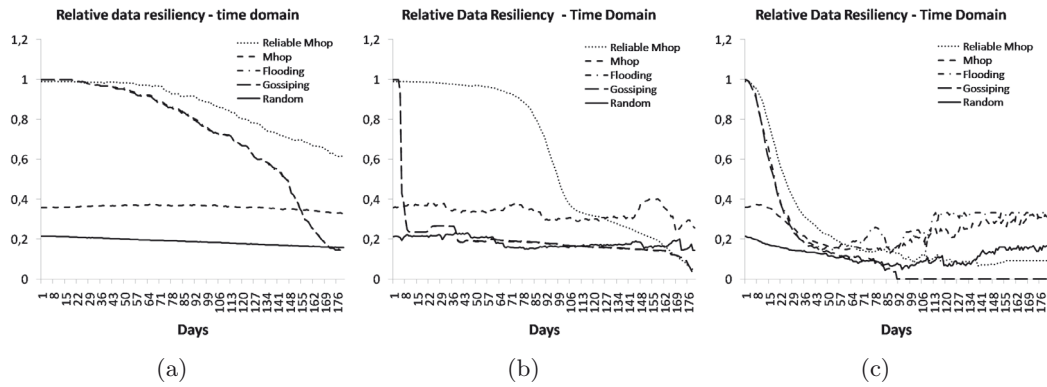 Relative data resiliency - time domain
1,2
1
0,8
0,6
0,4
0,2
0
Reliable Mhop
Mhop
Flooding
Gossiping
Random
1 8 15 22 29 36 43 50 57 64 71 78 85 92 99 106 113 120 127 134 141 148 155 162 169 176
Days
(a)
Relative Data Resiliency - Time Domain
1,2
1
0,8
0,6
0,4
0,2
0
Reliable Mhop
Mhop
Flooding
Gossiping
Random
1 8 15 22 29 36 43 50 57 64 71 78 85 92 99 106 113 120 127 134 141 148 155 162 169 176
Days
(b)
Relative Data Resiliency - Time Domain
1,2
1
0,8
0,6
0,4
0,2
0
Reliable Mhop
Mhop
Flooding
Gossiping
Random
1 8 15 22 29 36 43 50 57 64 71 78 85 92 99 106 113 120 127 134 141 148 155 162 169 176
Days
(c)